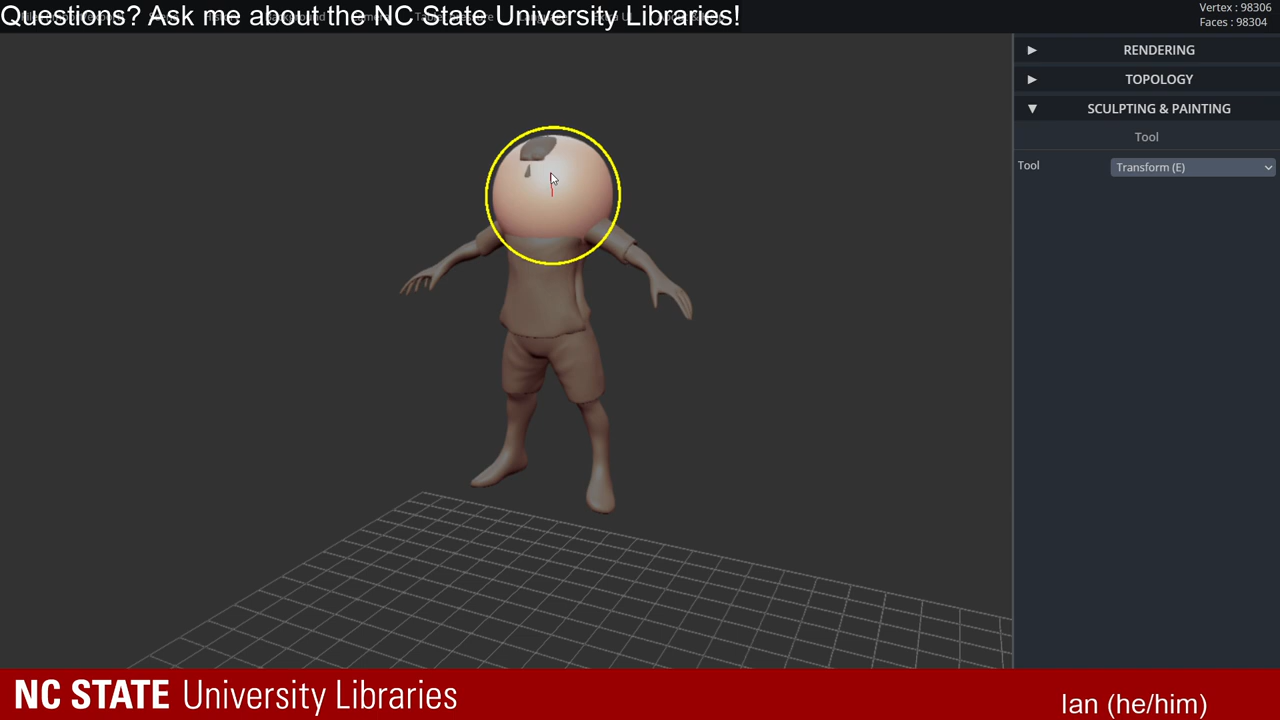 Questions? Ask me about the NC State University Libraries!
Vertex : 98306
Faces : 98304
RENDERING
TOPOLOGY
SCULPTING & PAINTING
Tool
Tool
Transform (E)
NC STATE University Libraries
Ian (he/him)